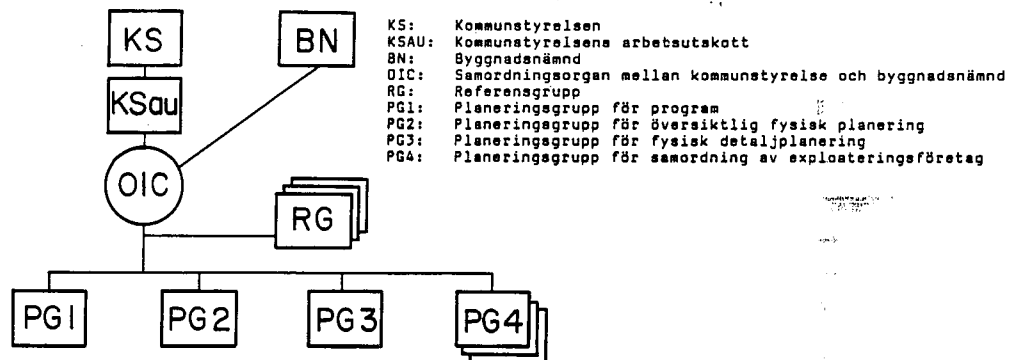 KS
BN
KSau
OIC
RG
PG1
PG2
PG3
PG4
KS: Kommunstyrelsen
KSAU: Kommunstyrelsens arbetsutskott
BN: Byggnadsnämnd
OIC: Samordningsorgan mellan kommunstyrelse och byggnadsnämnd
RG: Referensgrupp
PG1: Planeringsgrupp för program
PG2: Planeringsgrupp för översiktlig fysisk planering
PG3: Planeringsgrupp för fysisk detaljplanering
PG4: Planeringsgrupp för samordning av exploateringsföretag